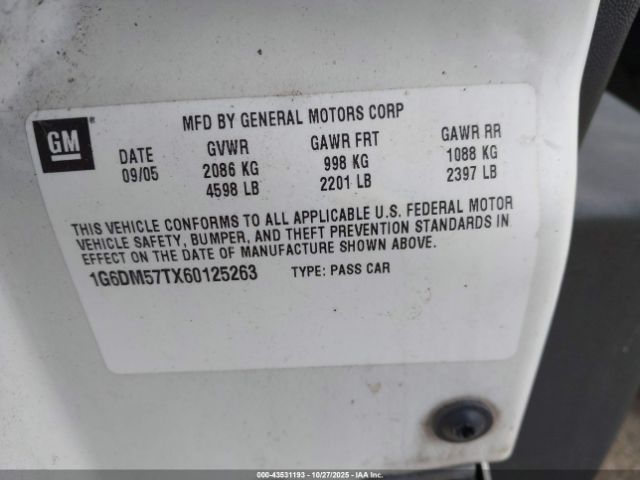 MFD BY GENERAL MOTORS CORP
GM
DATE GVWR GAWR FRT GAWR RR
09/05 2086 KG 998 KG 1088 KG
4598 LB 2201 LB 2397 LB
THIS VEHICLE CONFORMS TO ALL APPLICABLE U.S. FEDERAL MOTOR
VEHICLE SAFETY, BUMPER, AND THEFT PREVENTION STANDARDS IN
EFFECT ON THE DATE OF MANUFACTURE SHOWN ABOVE.
1G6DM57TX60125263 TYPE: PASS CAR
000-43531193 - 10/27/2025 - IAA, Inc.